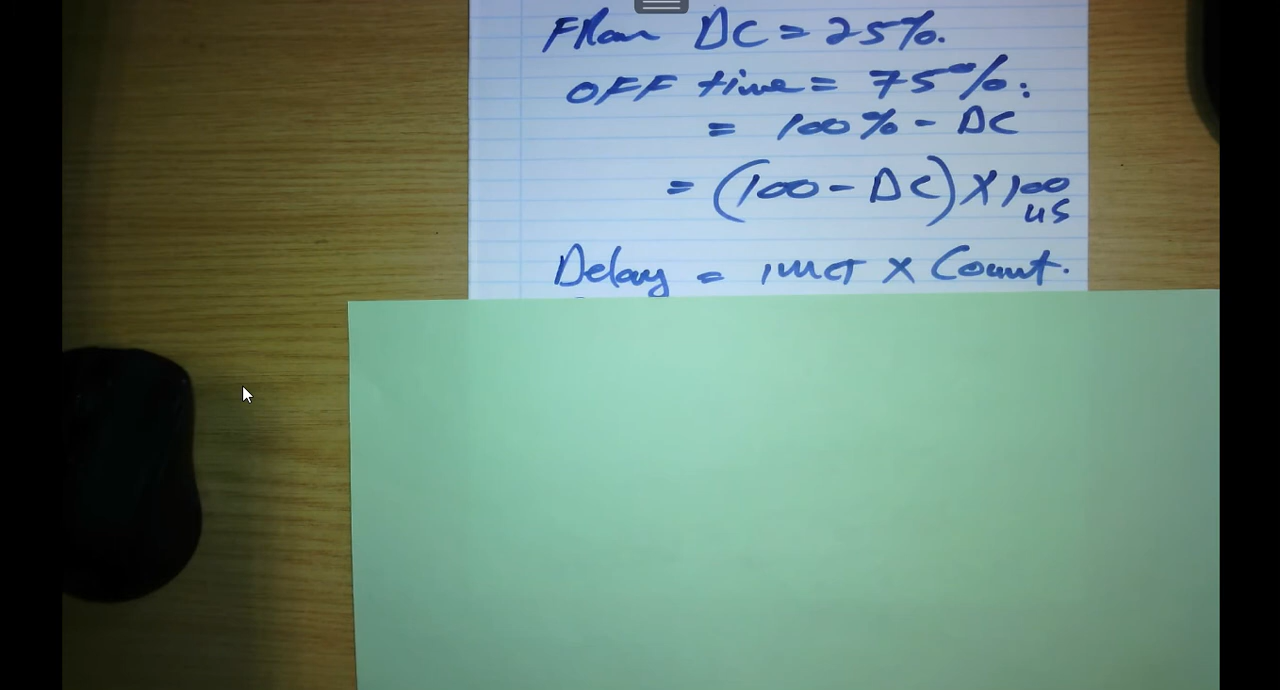 From DC = 25%.
OFF time = 75%:
= 100% - DC
= (100 - DC) X 100
us
Delay = 1MCT X Count.